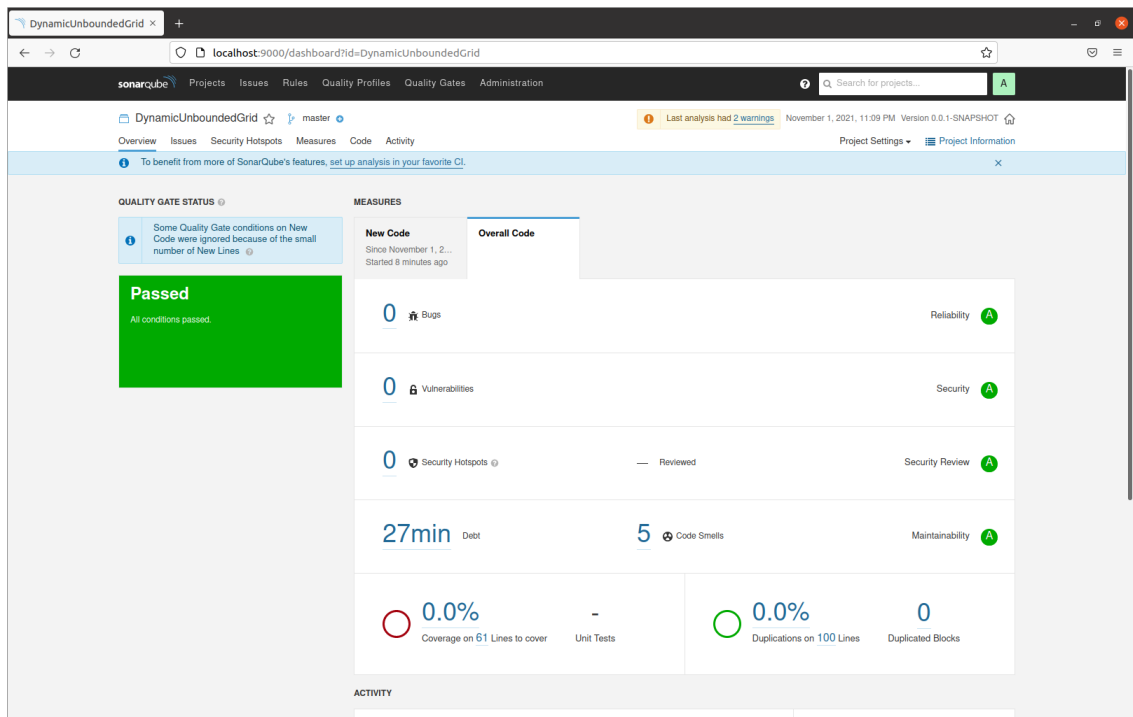 DynamicUnboundedGrid ×
+
localhost:9000/dashboard?id=DynamicUnboundedGrid
sonarqube Projects Issues Rules Quality Profiles Quality Gates Administration ? Search for projects... A
DynamicUnboundedGrid master Last analysis had 2 warnings November 1, 2021, 11:09 PM Version 0.0.1-SNAPSHOT
Overview Issues Security Hotspots Measures Code Activity Project Settings Project Information
To benefit from more of SonarQube's features, set up analysis in your favorite CI. ×
QUALITY GATE STATUS
Some Quality Gate conditions on New
Code were ignored because of the small
number of New Lines
Passed
All conditions passed.
MEASURES
New Code
Since November 1, 2...
Started 8 minutes ago
Overall Code
0 Bugs Reliability A
0 Vulnerabilities Security A
0 Security Hotspots — Reviewed Security Review A
27min Debt 5 Code Smells Maintainability A
0.0%
Coverage on 61 Lines to cover
-
Unit Tests
0.0%
Duplications on 100 Lines
0
Duplicated Blocks
ACTIVITY